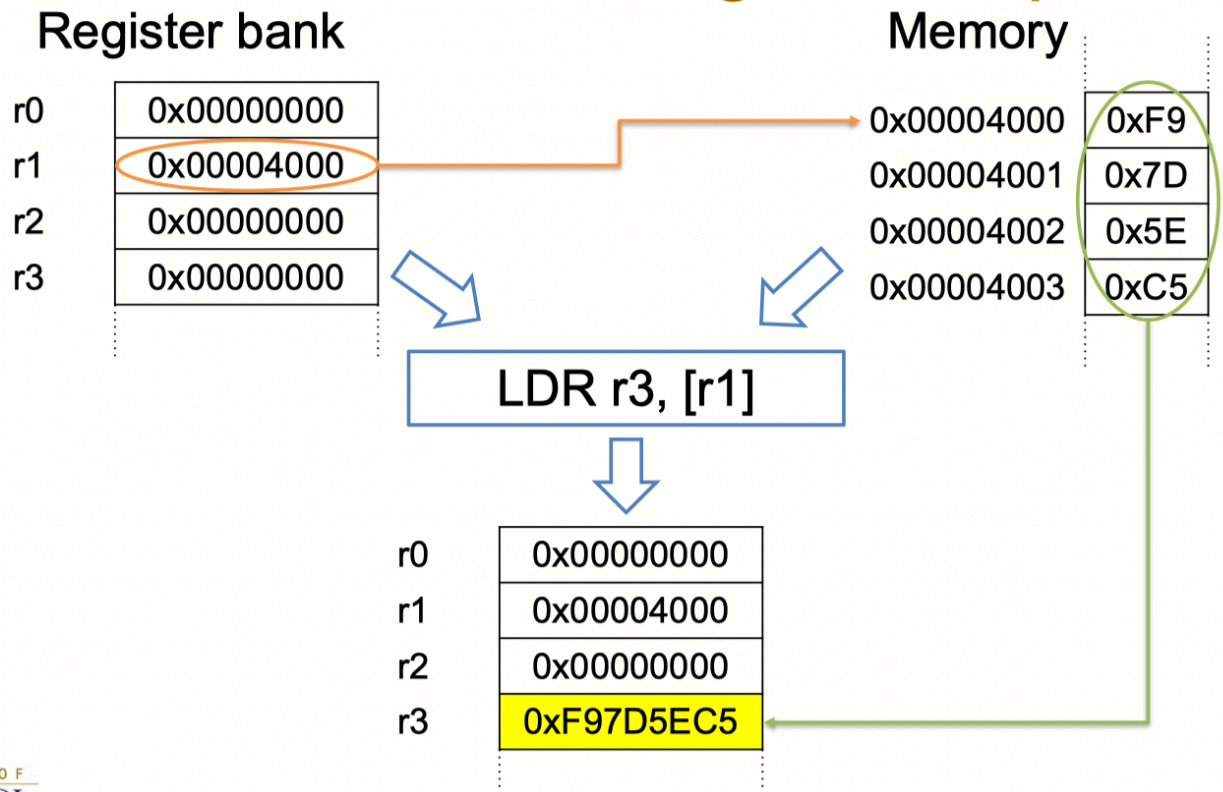 Register bank
Memory
r0 0x00000000
r1 0x00004000
r2 0x00000000
r3 0x00000000
0x00004000 0xF9
0x00004001 0x7D
0x00004002 0x5E
0x00004003 0xC5
LDR r3, [r1]
r0 0x00000000
r1 0x00004000
r2 0x00000000
r3 0xF97D5EC5
O F